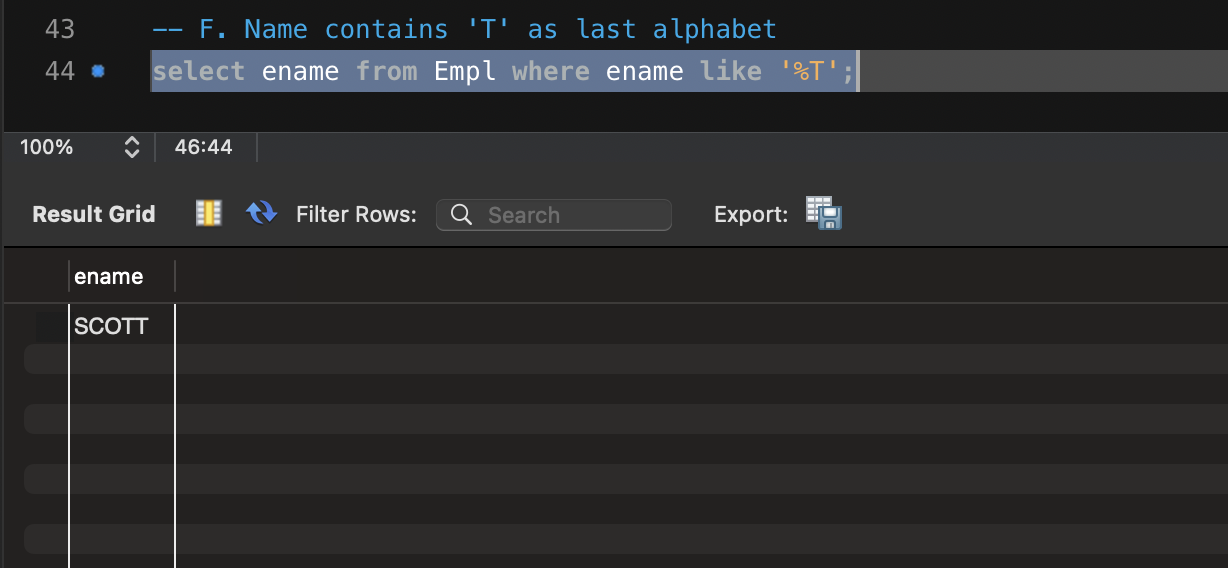 43 -- F. Name contains 'T' as last alphabet
44 select ename from Empl where ename like '%T';
100% 46:44
Result Grid Filter Rows: Search Export:
ename
SCOTT